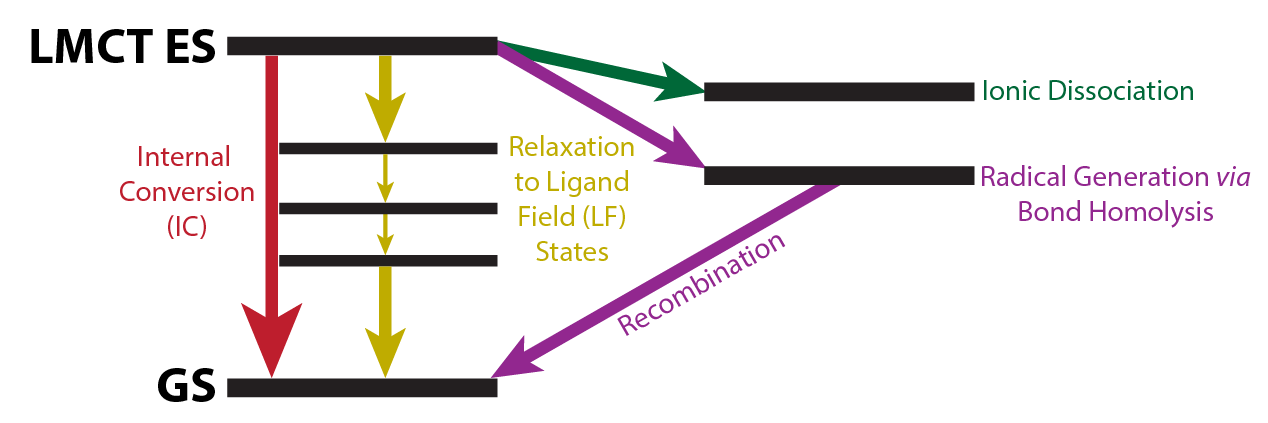 LMCT ES
Ionic Dissociation
Internal
Conversion
(IC)
Relaxation
to Ligand
Field (LF)
States
Radical Generation via
Bond Homolysis
Recombination
GS